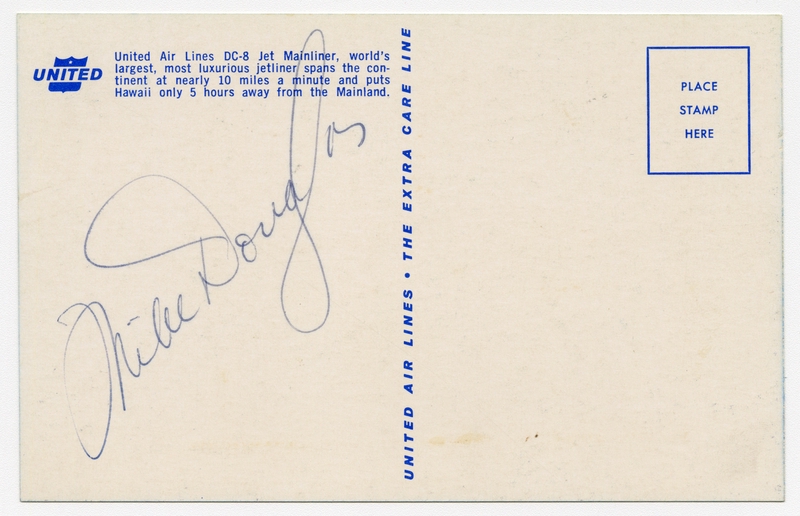 UNITED
United Air Lines DC-8 Jet Mainliner, world's
largest, most luxurious jetliner spans the con-
tinent at nearly 10 miles a minute and puts
Hawaii only 5 hours away from the Mainland.
Mike Douglas
UNITED AIR LINES • THE EXTRA CARE LINE
PLACE
STAMP
HERE